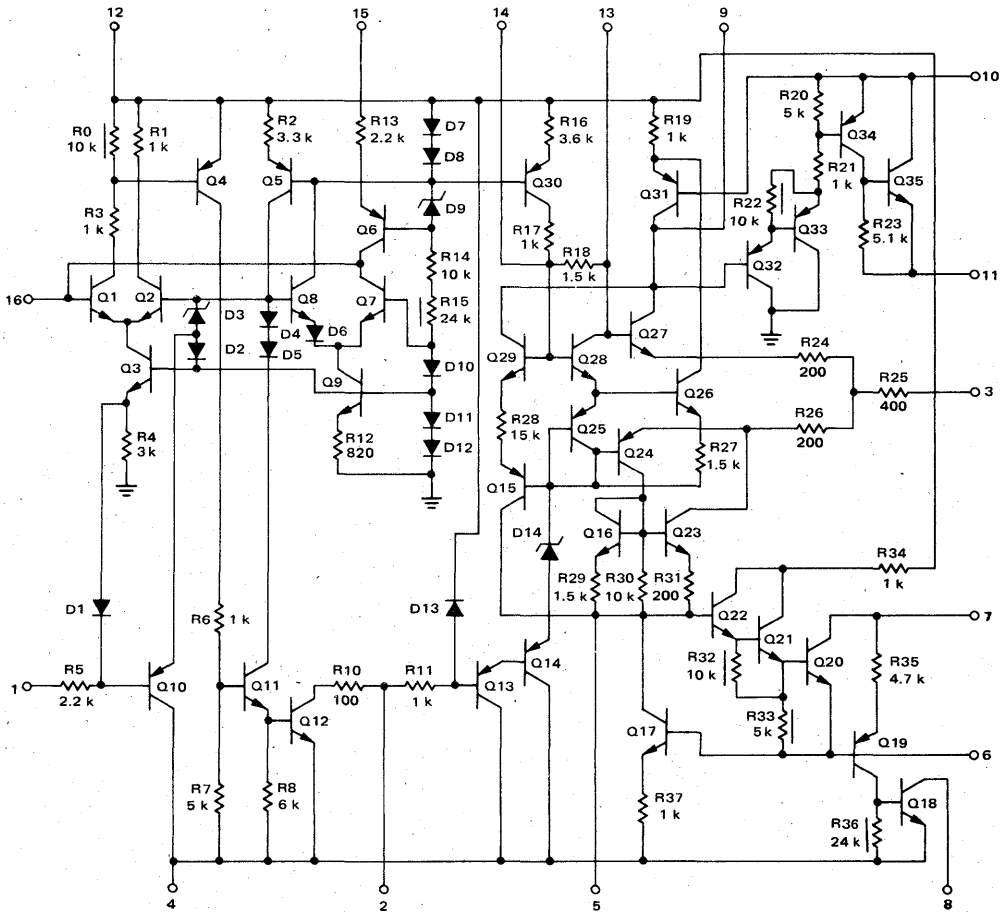 12 15 14 13 9
10
R0 10 k
R1 1 k
R2 3.3 k
R13 2.2 k
D7
D8
R16 3.6 k
R19 1 k
R20 5 k
Q34
Q4
Q5
D9
Q30
Q31
R21 1 k
Q35
R3 1 k
Q6
R17 1 k
R22 10 k
Q33
R23 5.1 k
R14 10 k
R18 1.5 k
Q32
11
16
Q1
Q2
Q8
Q7
R15 24 k
D3
D4
D6
Q27
D2
D5
Q3
Q9
D10
Q29
Q28
R24 200
Q26
R25 400
3
R4 3k
R12 820
D11
D12
R28 15 k
Q25
Q24
R26 200
R27 1.5 k
Q15
D14
Q16
Q23
R29 1.5 k
R30 10 k
R31 200
R34 1 k
D1
R6 1 k
D13
Q22
Q21
7
1
R5 2.2 k
Q10
Q11
R10 100
R11 1 k
Q13
Q14
R32 10 k
Q20
R35 4.7 k
Q12
Q17
R33 5 k
Q19
6
R7 5 k
R8 6 k
R37 1 k
Q18
R36 24 k
4 2 5 8